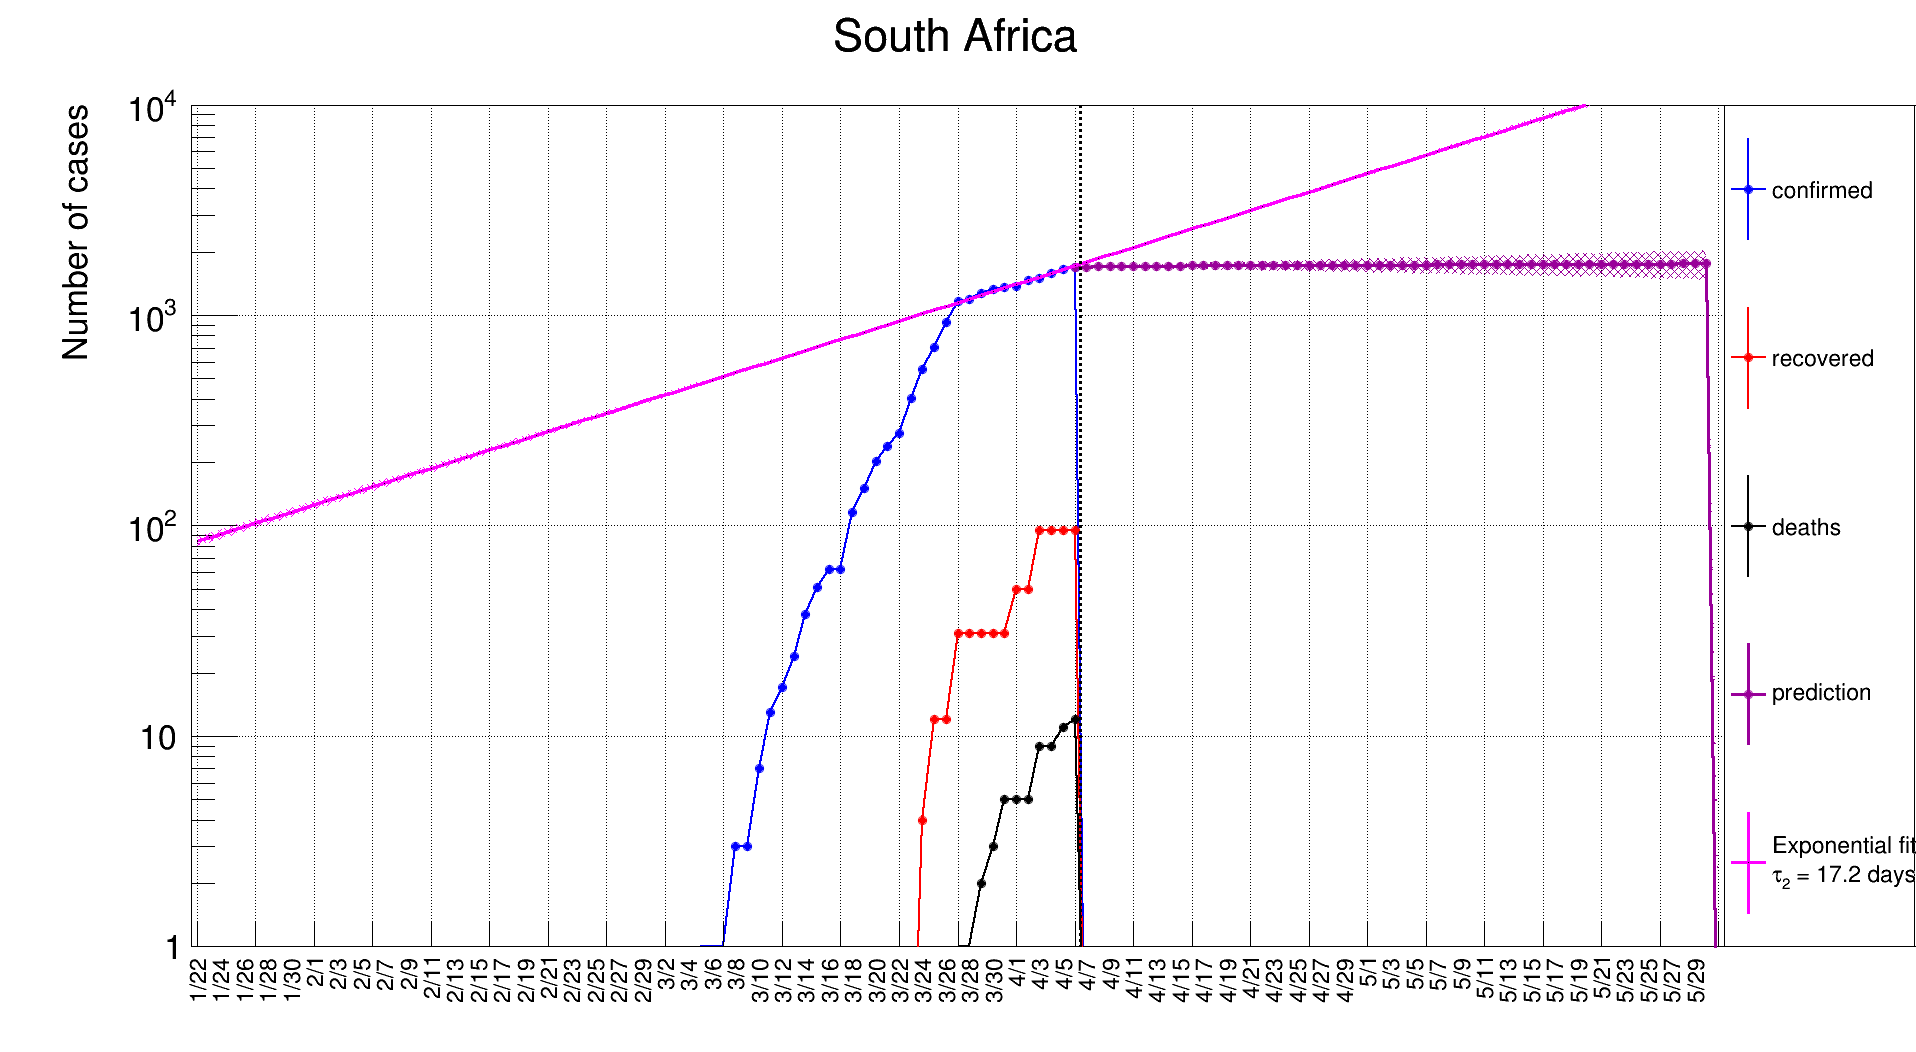 South Africa
Number of cases
10^4
10^3
10^2
10
1
1/22 1/24 1/26 1/28 1/30 2/1 2/3 2/5 2/7 2/9 2/11 2/13 2/15 2/17 2/19 2/21 2/23 2/25 2/27 2/29 3/2 3/4 3/6 3/8 3/10 3/12 3/14 3/16 3/18 3/20 3/22 3/24 3/26 3/28 3/30 4/1 4/3 4/5 4/7 4/9 4/11 4/13 4/15 4/17 4/19 4/21 4/23 4/25 4/27 4/29 5/1 5/3 5/5 5/7 5/9 5/11 5/13 5/15 5/17 5/19 5/21 5/23 5/25 5/27 5/29
confirmed
recovered
deaths
prediction
Exponential fit
τ_2 = 17.2 days